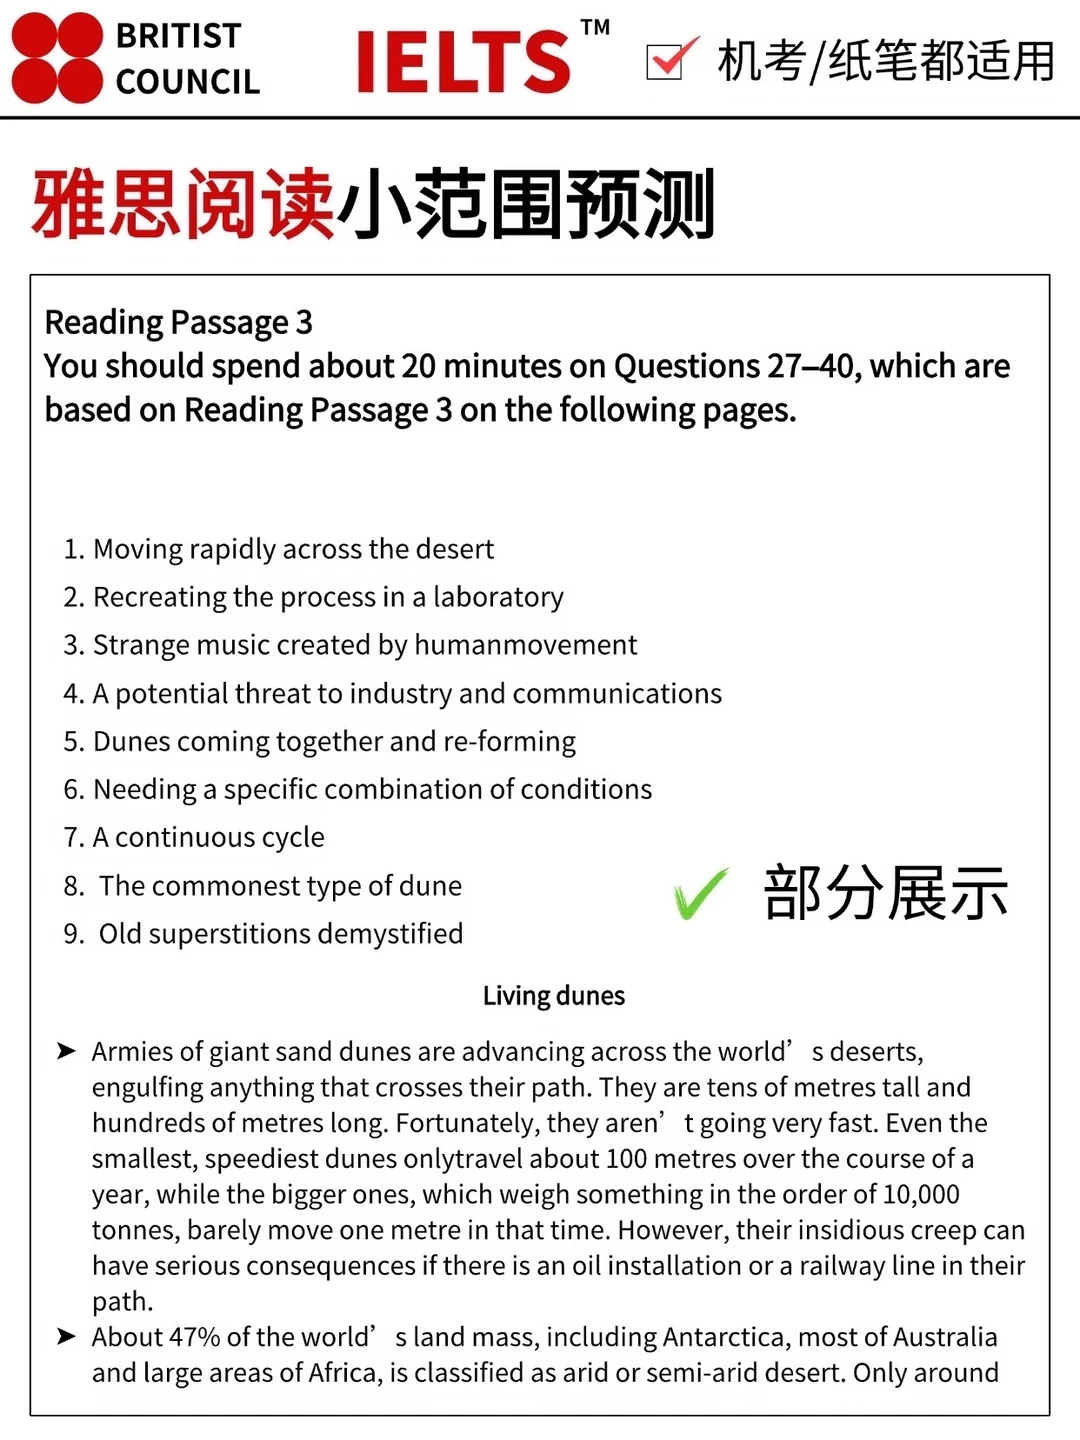 BRITIST
COUNCIL
IELTS™
机考/纸笔都适用
雅思阅读小范围预测
Reading Passage 3
You should spend about 20 minutes on Questions 27–40, which are
based on Reading Passage 3 on the following pages.
1. Moving rapidly across the desert
2. Recreating the process in a laboratory
3. Strange music created by humanmovement
4. A potential threat to industry and communications
5. Dunes coming together and re-forming
6. Needing a specific combination of conditions
7. A continuous cycle
8. The commonest type of dune
9. Old superstitions demystified
部分展示
Living dunes
➤ Armies of giant sand dunes are advancing across the world’s deserts,
engulfing anything that crosses their path. They are tens of metres tall and
hundreds of metres long. Fortunately, they aren’t going very fast. Even the
smallest, speediest dunes onlytravel about 100 metres over the course of a
year, while the bigger ones, which weigh something in the order of 10,000
tonnes, barely move one metre in that time. However, their insidious creep can
have serious consequences if there is an oil installation or a railway line in their
path.
➤ About 47% of the world’s land mass, including Antarctica, most of Australia
and large areas of Africa, is classified as arid or semi-arid desert. Only around